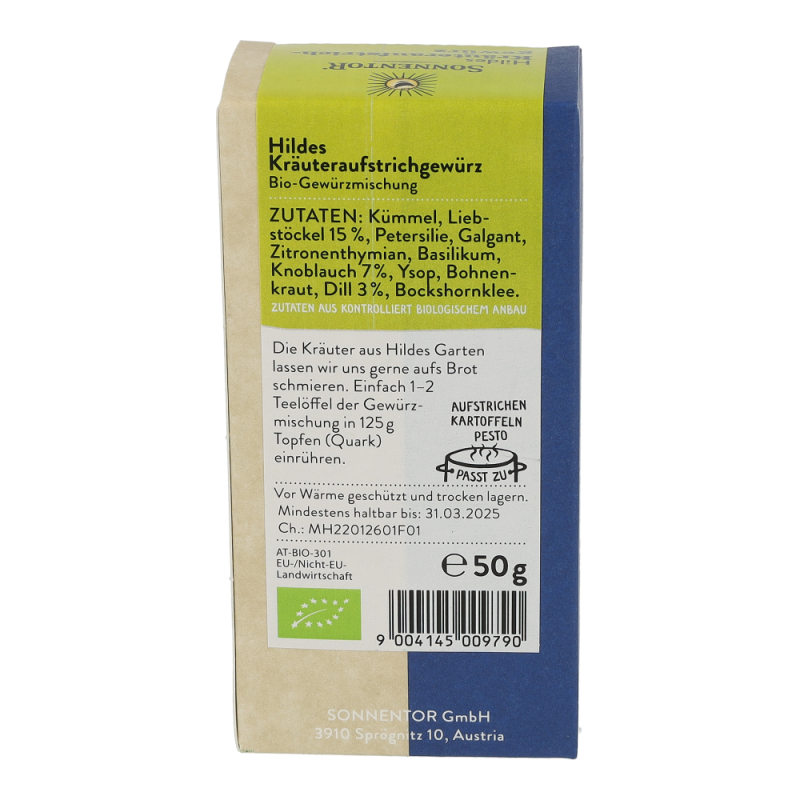 Hildes
Kräuteraufstrich-
gewürz
SONNENTOR®
Hildes
Kräuteraufstrichgewürz
Bio-Gewürzmischung
ZUTATEN: Kümmel, Lieb-
stöckel 15 %, Petersilie, Galgant,
Zitronenthymian, Basilikum,
Knoblauch 7 %, Ysop, Bohnen-
kraut, Dill 3 %, Bockshornklee.
ZUTATEN AUS KONTROLLIERT BIOLOGISCHEM ANBAU
Die Kräuter aus Hildes Garten
lassen wir uns gerne aufs Brot
schmieren. Einfach 1–2
Teelöffel der Gewürz-
mischung in 125 g
Topfen (Quark)
einrühren.
AUFSTRICHEN
KARTOFFELN
PESTO
PASST ZU
Vor Wärme geschützt und trocken lagern.
Mindestens haltbar bis: 31.03.2025
Ch.: MH22012601F01
AT-BIO-301
EU-/Nicht-EU-
Landwirtschaft
℮ 50 g
9 004145 009790
SONNENTOR GmbH
3910 Sprögnitz 10, Austria